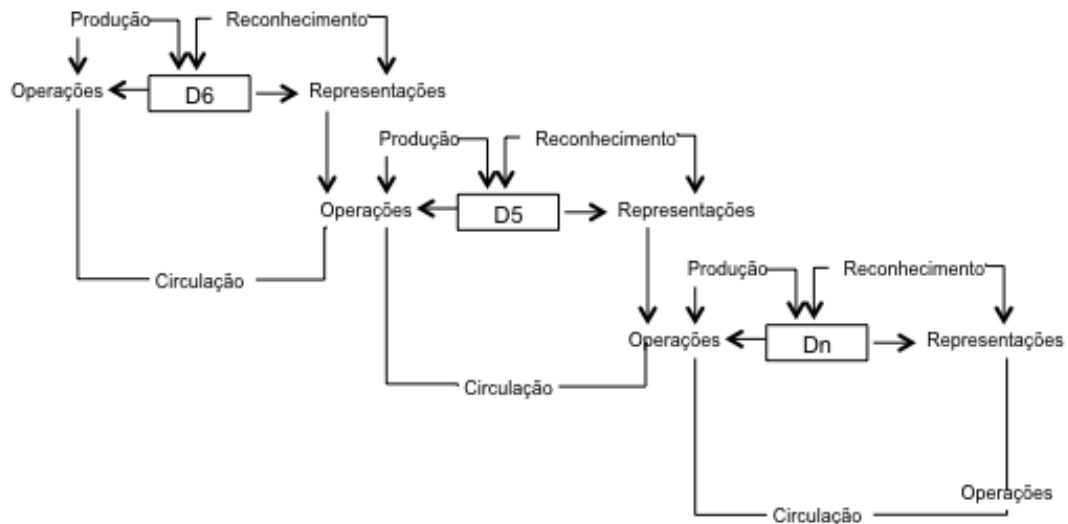 Produção Reconhecimento
Operações D6 Representações
Produção Reconhecimento
Operações D5 Representações
Produção Reconhecimento
Circulação
Operações Dn Representações
Circulação
Operações
Circulação